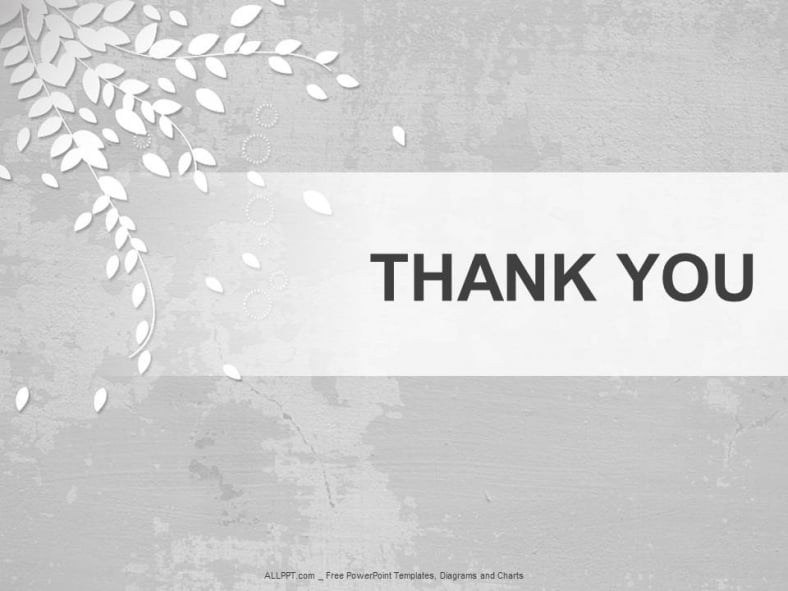 THANK YOU
ALLPPT.com _ Free PowerPoint Templates, Diagrams and Charts